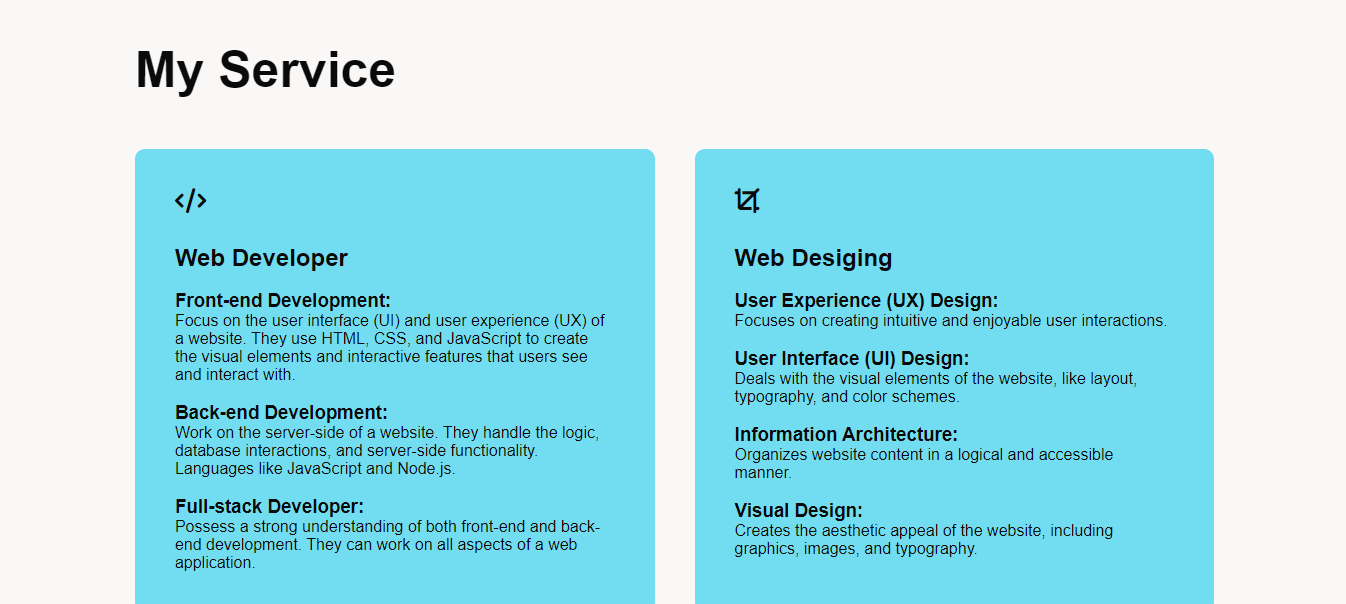 My Service
Web Developer
Front-end Development:
Focus on the user interface (UI) and user experience (UX) of
a website. They use HTML, CSS, and JavaScript to create
the visual elements and interactive features that users see
and interact with.
Back-end Development:
Work on the server-side of a website. They handle the logic,
database interactions, and server-side functionality.
Languages like JavaScript and Node.js.
Full-stack Developer:
Possess a strong understanding of both front-end and back-
end development. They can work on all aspects of a web
application.
Web Desiging
User Experience (UX) Design:
Focuses on creating intuitive and enjoyable user interactions.
User Interface (UI) Design:
Deals with the visual elements of the website, like layout,
typography, and color schemes.
Information Architecture:
Organizes website content in a logical and accessible
manner.
Visual Design:
Creates the aesthetic appeal of the website, including
graphics, images, and typography.